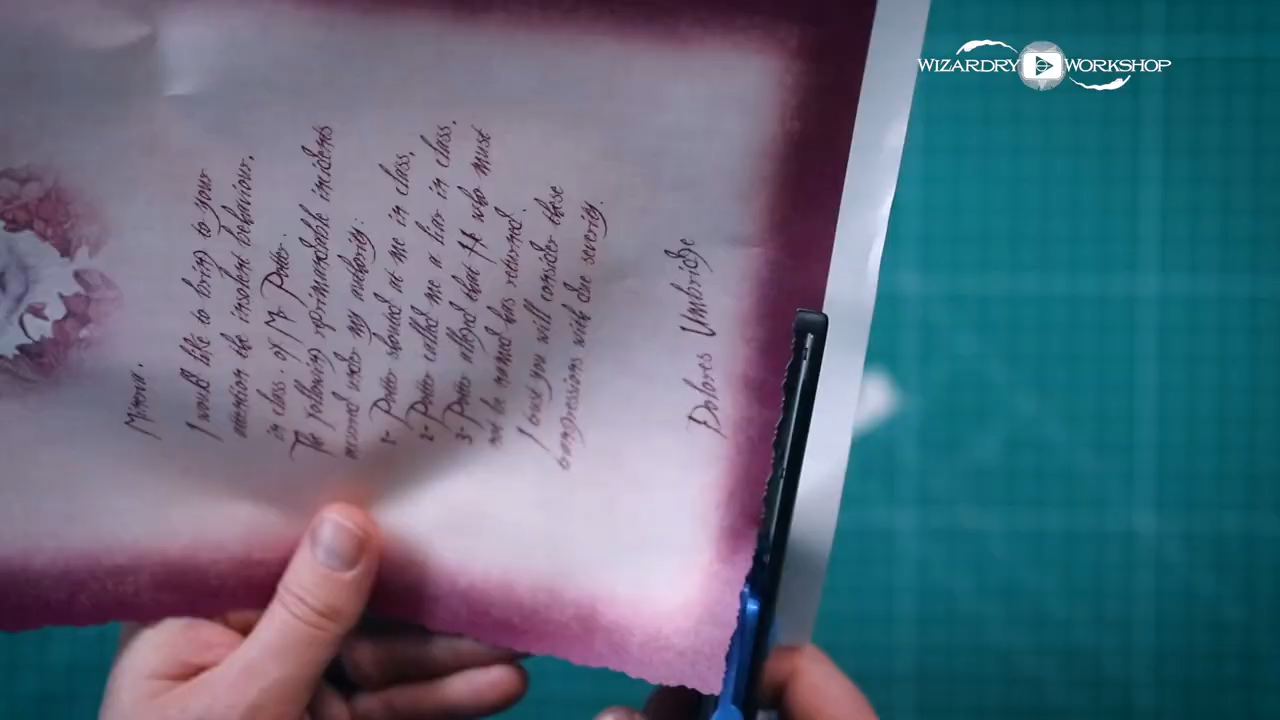 WIZARDRY WORKSHOP
Minerva.
I would like to bring to your
attention the insolent behaviour,
in class, of Mr Potter.
The following reprimandable incidents
occurred under my authority:
1- Potter shouted at me in class,
2- Potter called me a liar in class,
3- Potter alleged that He who must
not be named has returned.
I trust you will consider these
transgressions with due severity.
Dolores Umbridge